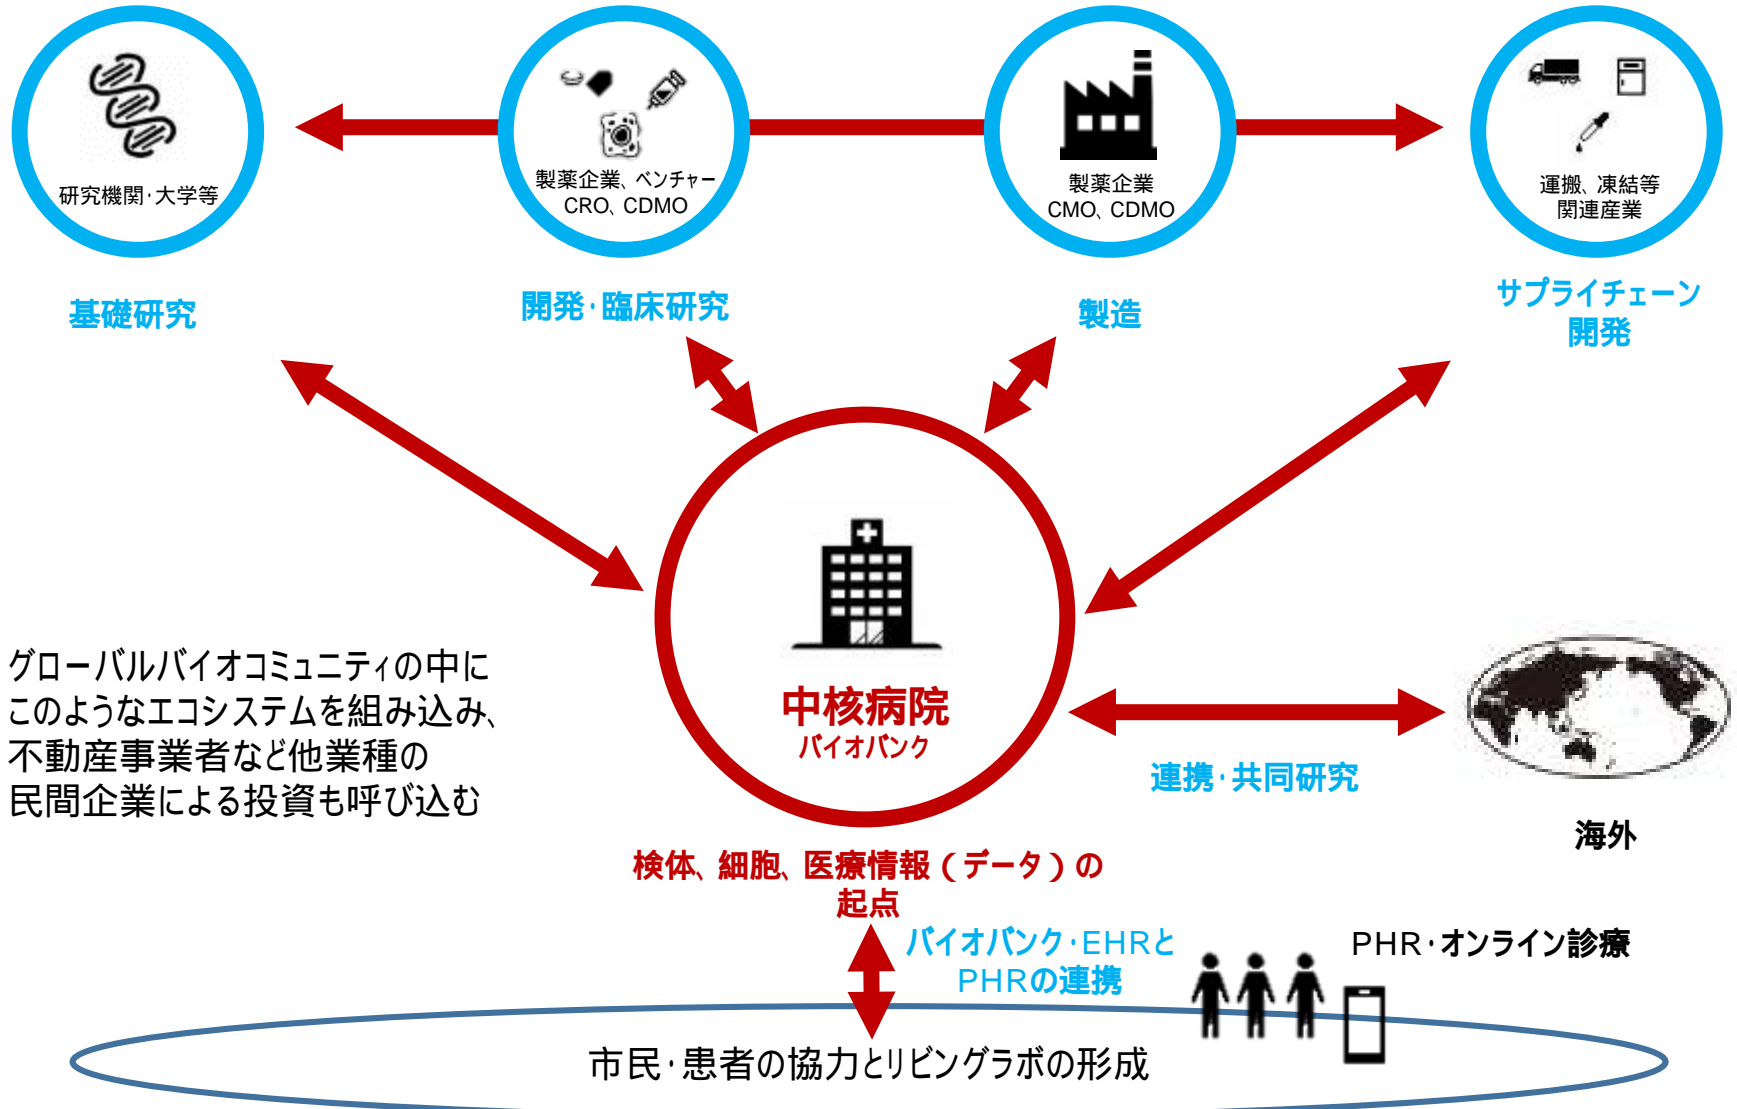 研究機関・大学等
製薬企業、ベンチャー
CRO、CDMO
製薬企業
CMO、CDMO
運搬、凍結等
関連産業
基礎研究
開発・臨床研究
製造
サプライチェーン
開発
グローバルバイオコミュニティの中に
このようなエコシステムを組み込み、
不動産事業者など他業種の
民間企業による投資も呼び込む
中核病院
バイオバンク
連携・共同研究
海外
検体、細胞、医療情報(データ)の
起点
バイオバンク・EHRと
PHRの連携
PHR・オンライン診療
市民・患者の協力とリビングラボの形成